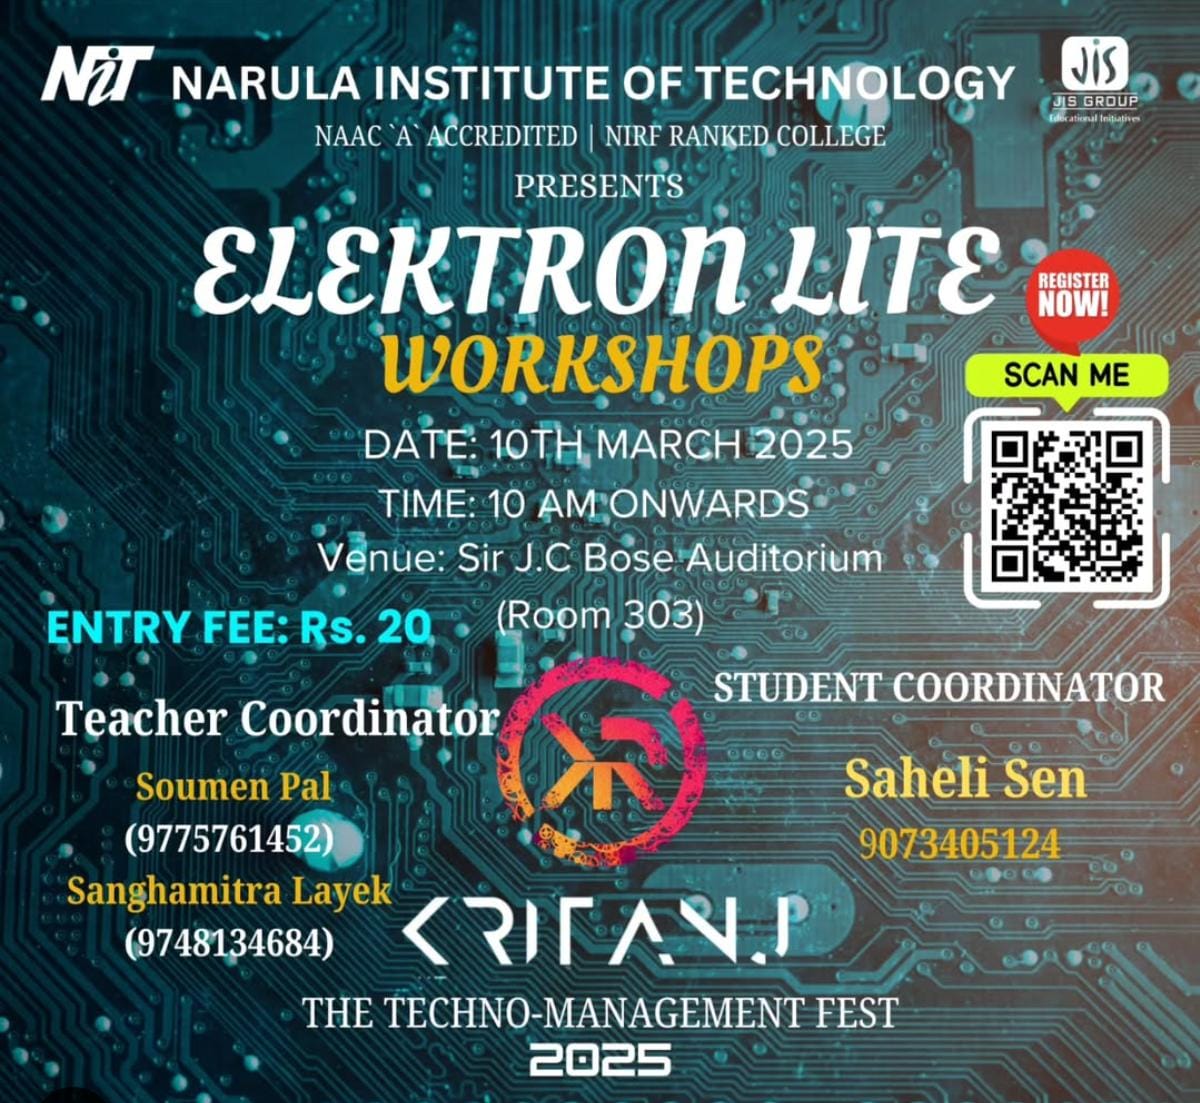 NiT
NARULA INSTITUTE OF TECHNOLOGY
JIS
JIS GROUP
Educational Initiatives
NAAC `A` ACCREDITED | NIRF RANKED COLLEGE
PRESENTS
ELEKTRON LITE
WORKSHOPS
REGISTER
NOW!
SCAN ME
DATE: 10TH MARCH 2025
TIME: 10 AM ONWARDS
Venue: Sir J.C Bose Auditorium
(Room 303)
ENTRY FEE: Rs. 20
Teacher Coordinator
Soumen Pal
(9775761452)
Sanghamitra Layek
(9748134684)
STUDENT COORDINATOR
Saheli Sen
9073405124
KRITANJ
THE TECHNO-MANAGEMENT FEST
2025